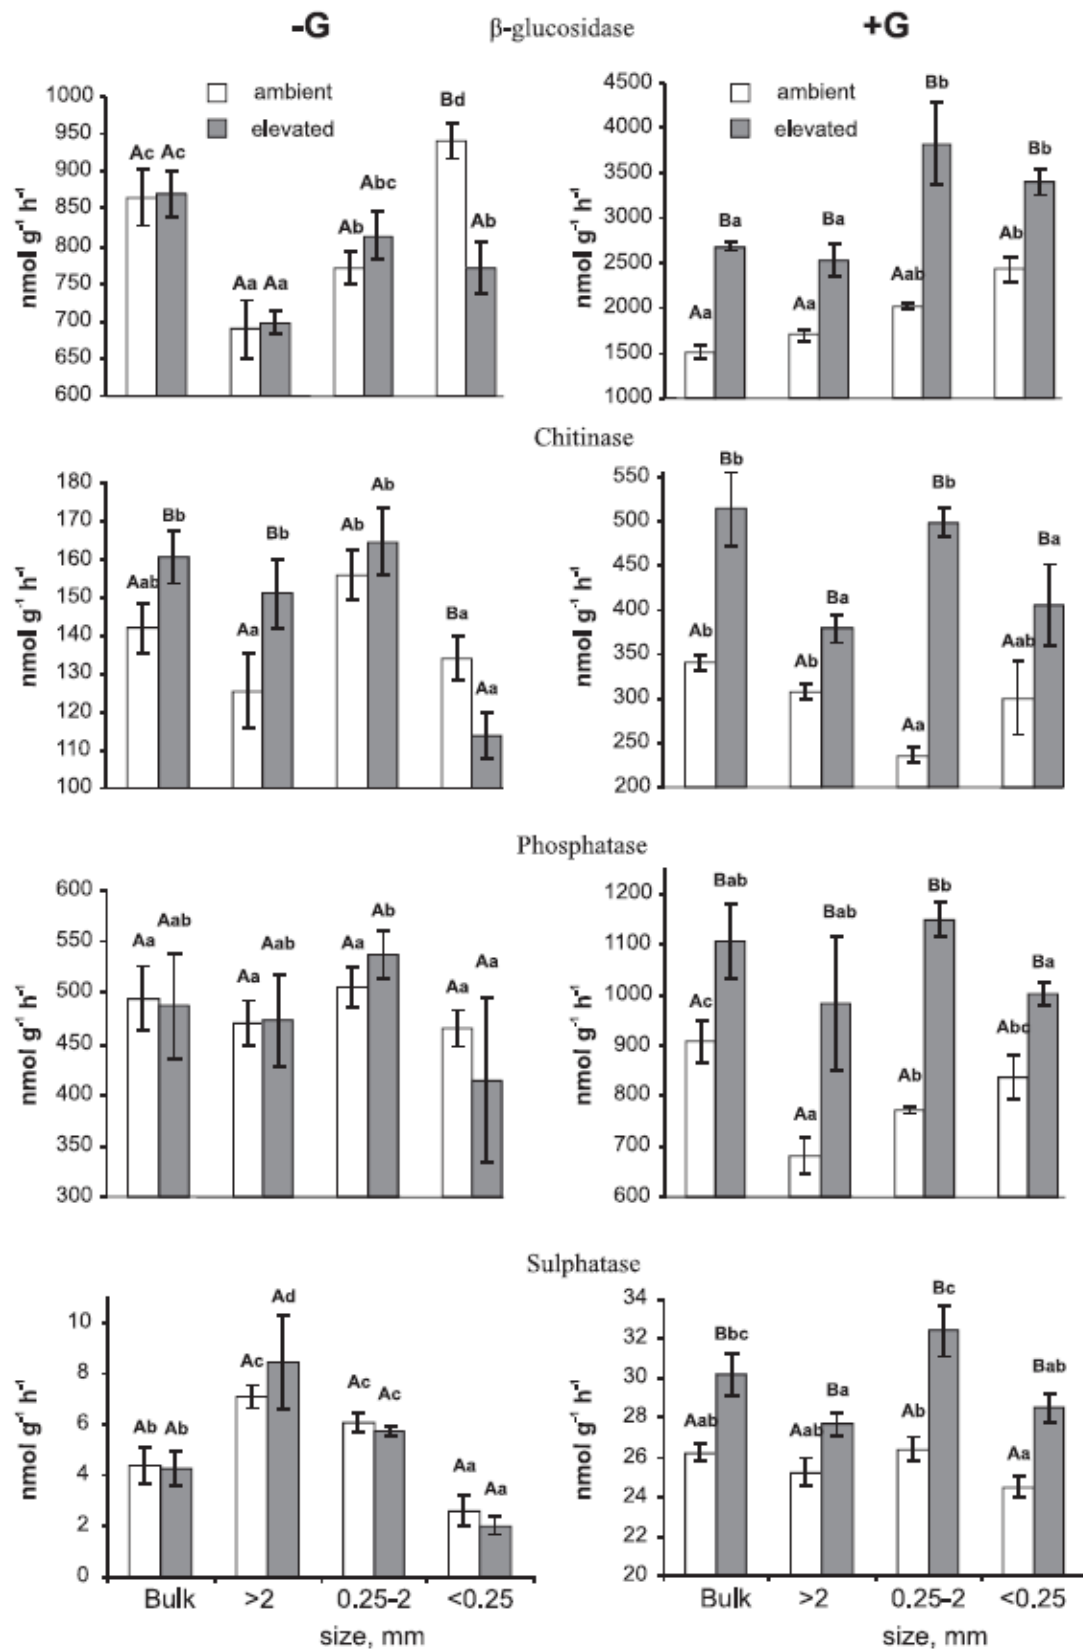 -G β-glucosidase +G
ambient
elevated
nmol g⁻¹ h⁻¹
1000
950
900
850
800
750
700
650
600
Ac Ac Aa Aa Ab Abc Bd Ab
ambient
elevated
nmol g⁻¹ h⁻¹
4500
4000
3500
3000
2500
2000
1500
1000
Aa Ba Aa Ba Aab Bb Ab Bb
Chitinase
nmol g⁻¹ h⁻¹
180
170
160
150
140
130
120
110
100
Aab Bb Aa Bb Ab Ab Ba Aa
nmol g⁻¹ h⁻¹
550
500
450
400
350
300
250
200
Ab Bb Ab Ba Aa Bb Aab Ba
Phosphatase
nmol g⁻¹ h⁻¹
600
550
500
450
400
350
300
Aa Aab Aa Aab Aa Ab Aa Aa
nmol g⁻¹ h⁻¹
1200
1100
1000
900
800
700
600
Ac Bab Aa Bab Ab Bb Abc Ba
Sulphatase
nmol g⁻¹ h⁻¹
10
8
6
4
2
0
Ab Ab Ac Ad Ac Ac Aa Aa
Bulk >2 0.25-2 <0.25
size, mm
nmol g⁻¹ h⁻¹
34
32
30
28
26
24
22
20
Aab Bbc Aab Ba Ab Bc Aa Bab
Bulk >2 0.25-2 <0.25
size, mm